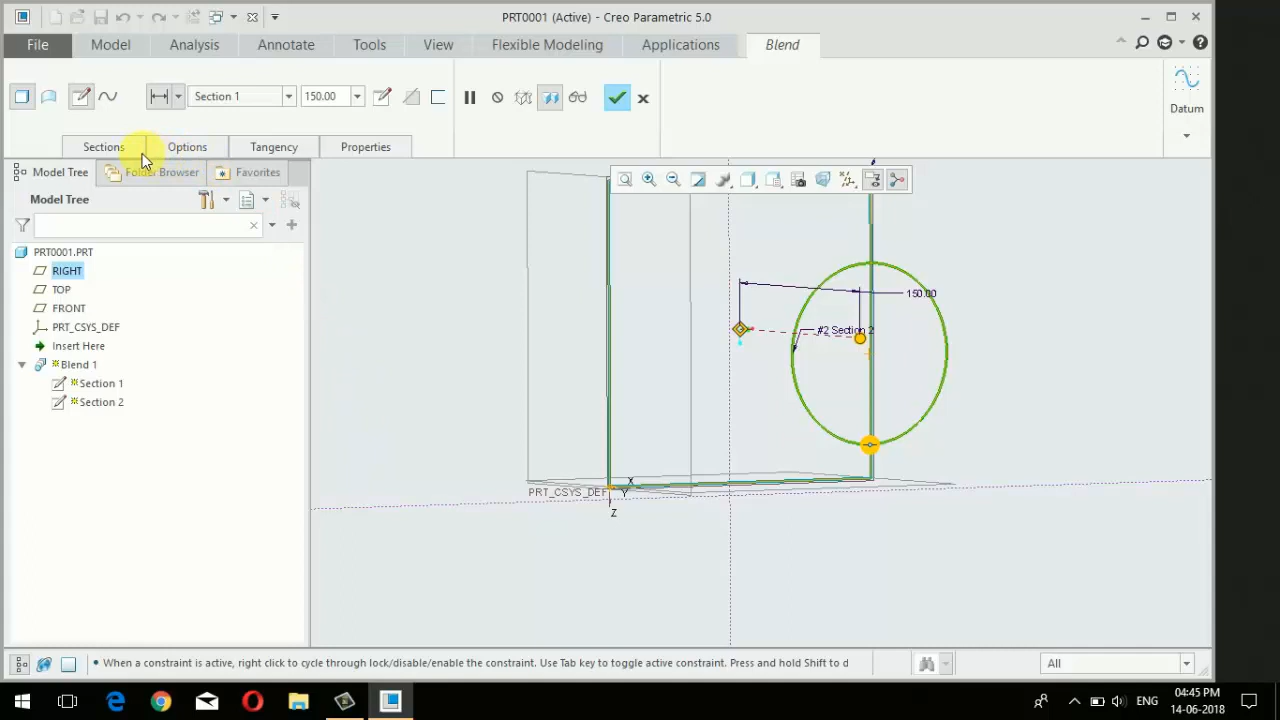 PRT0001 (Active) - Creo Parametric 5.0
File Model Analysis Annotate Tools View Flexible Modeling Applications Blend
Section 1 150.00
Datum
Sections Options Tangency Properties
Model Tree Folder Browser Favorites
Model Tree
PRT0001.PRT
RIGHT
TOP
FRONT
PRT_CSYS_DEF
Insert Here
Blend 1
Section 1
Section 2
150.00
#2 Section 2
X
PRT_CSYS_DEF Y
Z
• When a constraint is active, right click to cycle through lock/disable/enable the constraint. Use Tab key to toggle active constraint. Press and hold Shift to d
All
ENG 04:45 PM
14-06-2018